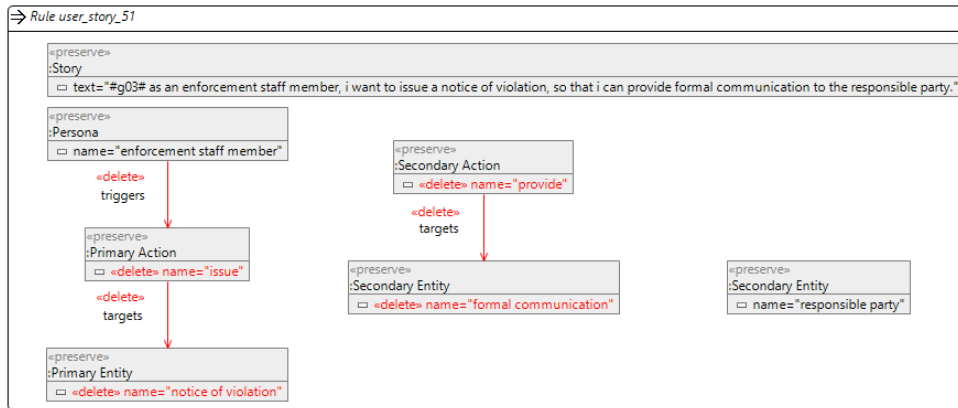 Rule user_story_51
«preserve»
:Story
text="#g03# as an enforcement staff member, i want to issue a notice of violation, so that i can provide formal communication to the responsible party."
«preserve»
:Persona
name="enforcement staff member"
«delete»
triggers
«preserve»
:Primary Action
«delete» name="issue"
«delete»
targets
«preserve»
:Primary Entity
«delete» name="notice of violation"
«preserve»
:Secondary Action
«delete» name="provide"
«delete»
targets
«preserve»
:Secondary Entity
«delete» name="formal communication"
«preserve»
:Secondary Entity
name="responsible party"